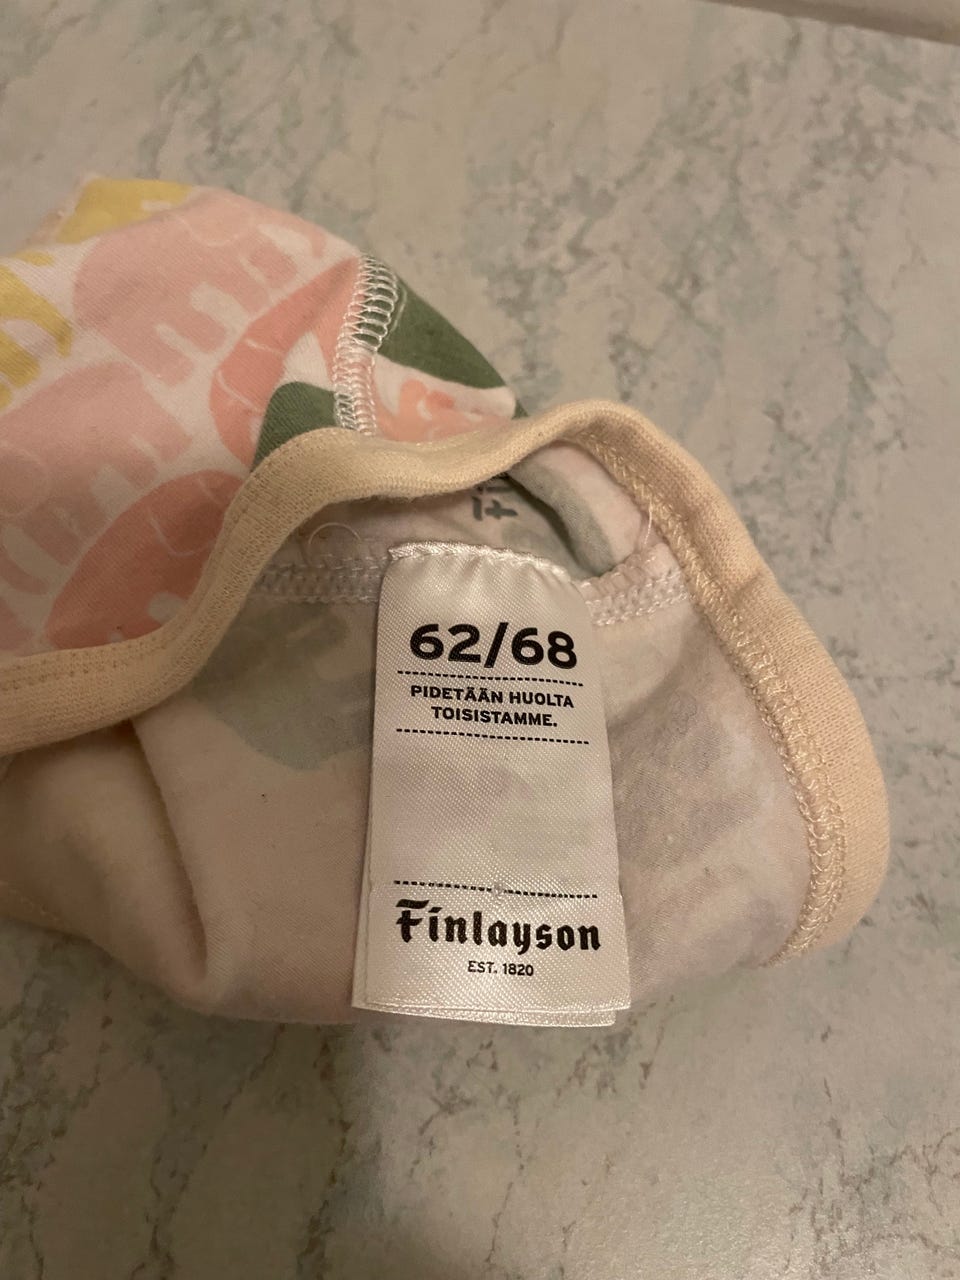 62/68
PIDETÄÄN HUOLTA
TOISISTAMME.
Finlayson
EST. 1820